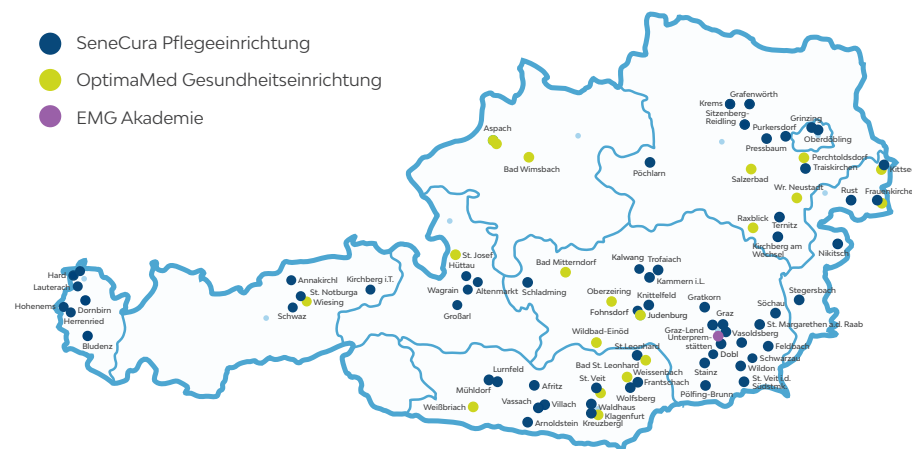 SeneCura Pflegeeinrichtung
OptimaMed Gesundheitseinrichtung
EMG Akademie
Grafenwörth
Krems
Sitzenberg-
Reidling
Grinzing
Purkersdorf
Oberdöbling
Pressbaum
Aspach
Bad Wimsbach
Pöchlarn
Perchtoldsdorf
Traiskirchen
Kittsee
Salzerbad
Wr. Neustadt
Rust
Frauenkirchen
Raxblick
Ternitz
Kirchberg am
Wechsel
Nikitsch
St. Josef
Hüttau
Bad Mitterndorf
Kalwang
Trofaiach
Kammern i.L.
Hard
Lauterach
Hohenems
Dornbirn
Herrenried
Bludenz
Annakirchl
Kirchberg i.T.
St. Notburga
Wiesing
Schwaz
Wagrain
Altenmarkt
Schladming
Großarl
Oberzeiring
Knittelfeld
Fohnsdorf
Judenburg
Gratkorn
Stegersbach
Söchau
Graz
St. Margarethen a.d. Raab
Graz-Lend
Vasoldsberg
Unterprem-
stätten
Wildbad-Einöd
St.Leonhard
Dobl
Feldbach
Schwarzau
Bad St. Leonhard
Weissenbach
Stainz
Wildon
Lurnfeld
Mühldorf
Afritz
St. Veit
Frantschach
Wolfsberg
St. Veit i.d.
Südstmk.
Pölfing-Brunn
Weißbriach
Vassach
Villach
Waldhaus
Klagenfurt
Arnoldstein
Kreuzbergl